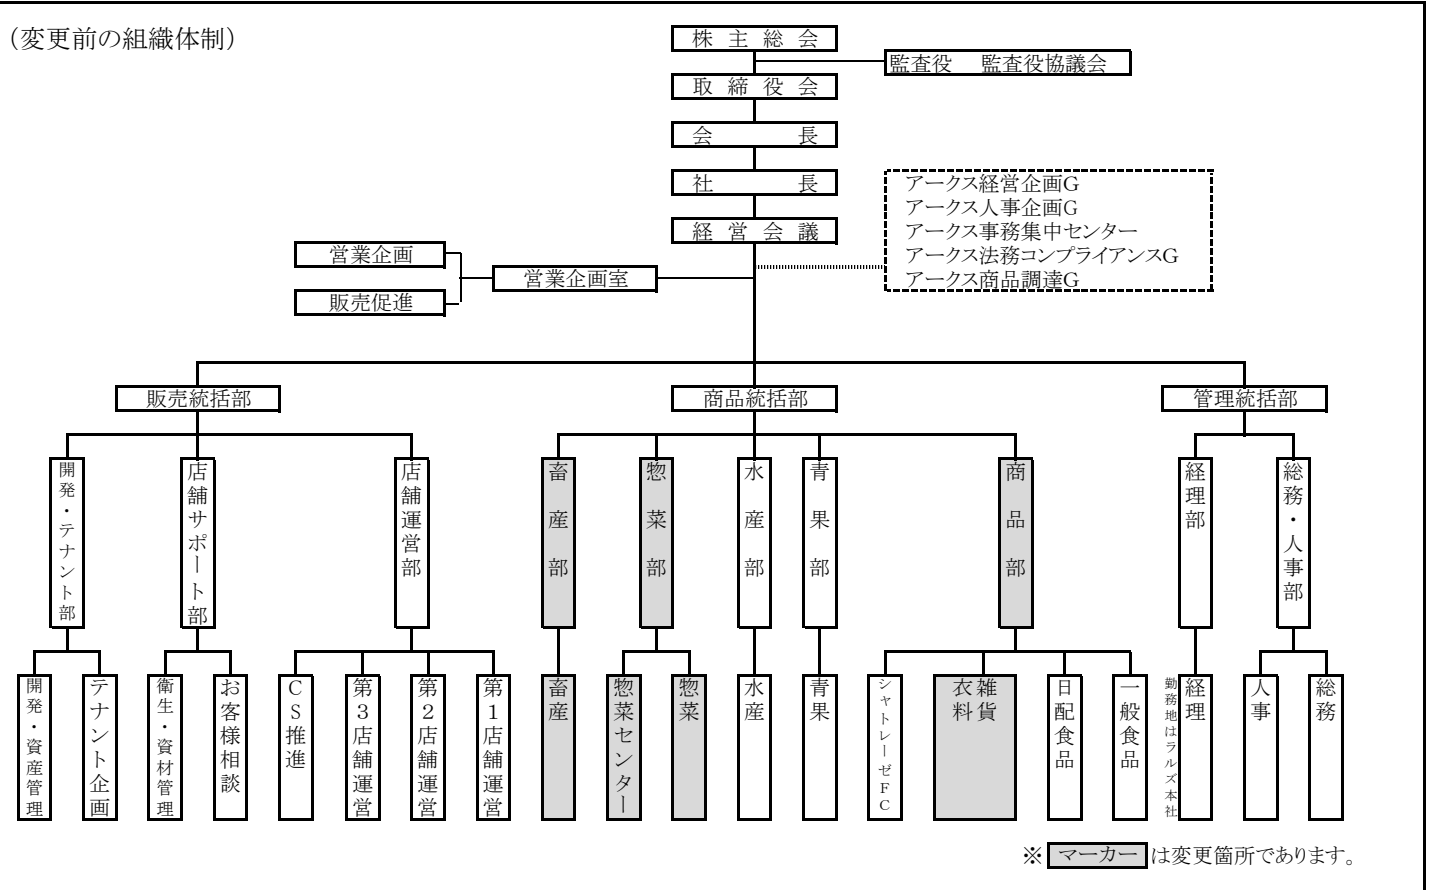 （変更前の組織体制）
株主総会
監査役　監査役協議会
取締役会
会長
社長
経営会議
アークス経営企画G
アークス人事企画G
アークス事務集中センター
アークス法務コンプライアンスG
アークス商品調達G
営業企画
営業企画室
販売促進
販売統括部
商品統括部
管理統括部
開発・テナント部
店舗サポート部
店舗運営部
畜産部
惣菜部
水産部
青果部
商品部
経理部
総務・人事部
開発・資産管理
テナント企画
衛生・資材管理
お客様相談
CS推進
第3店舗運営
第2店舗運営
第1店舗運営
畜産
惣菜センター
惣菜
水産
青果
シャトレーゼFC
雑貨
衣料
日配食品
一般食品
勤務地はラルズ本社
経理
人事
総務
※ マーカー は変更箇所であります。